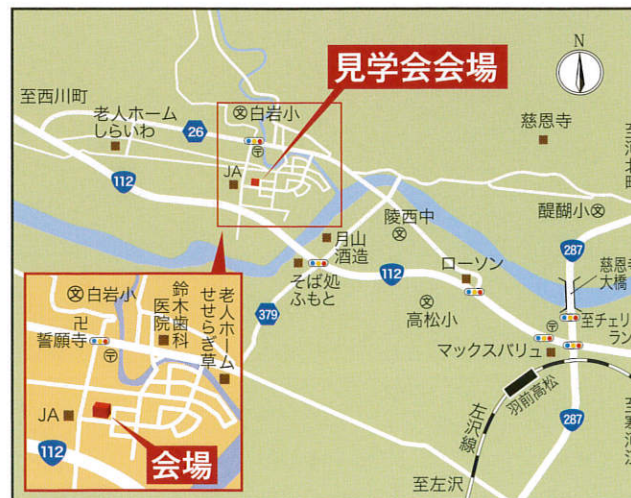 見学会会場
N
至西川町
老人ホーム
しらいわ
26
白岩小
慈恩寺
112
JA
陵西中
醍醐小
287
月山
酒造
そば処
ふもと
112
ローソン
慈恩寺
大橋
379
高松小
至チェリー
ラン
マックスバリュ
羽前高松
左沢線
287
至左沢
白岩小
誓願寺
鈴木歯科
医院
老人ホーム
せせらぎ草
JA
112
会場